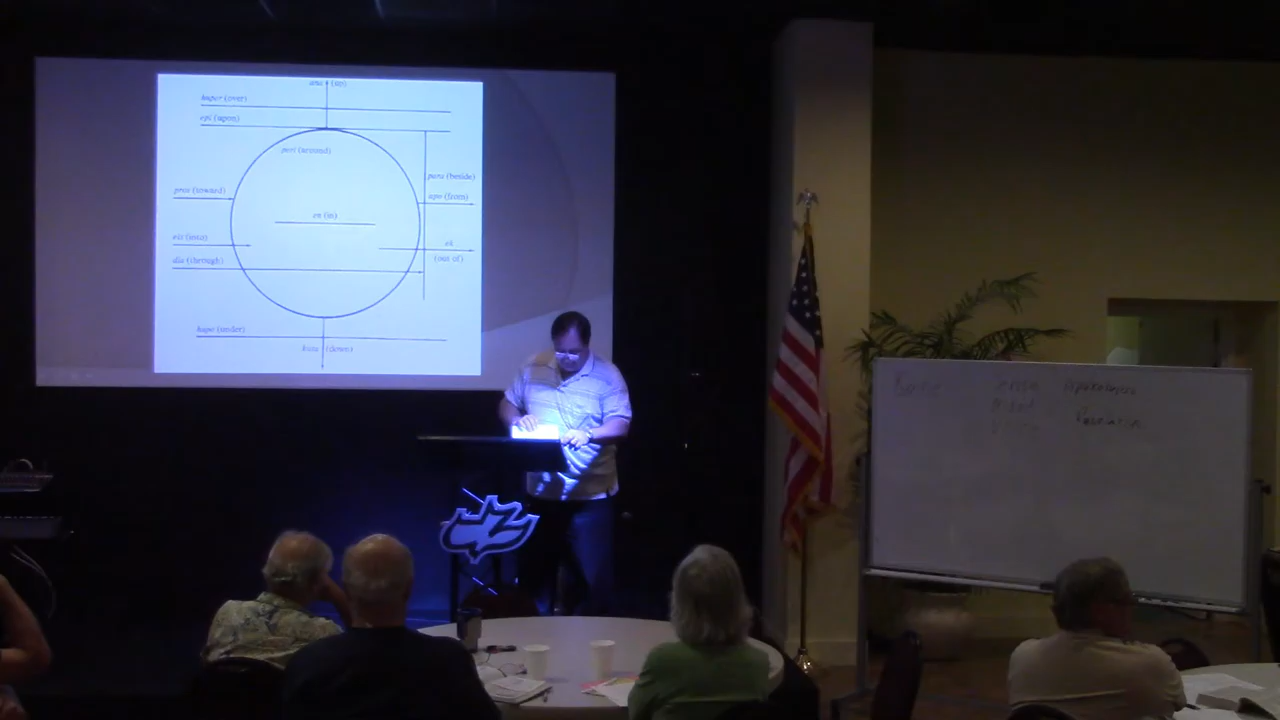 ana (up)
huper (over)
epi (upon)
peri (around)
para (beside)
pros (toward)
apo (from)
en (in)
eis (into)
ek
(out of)
dia (through)
hupo (under)
kata (down)
Revelation